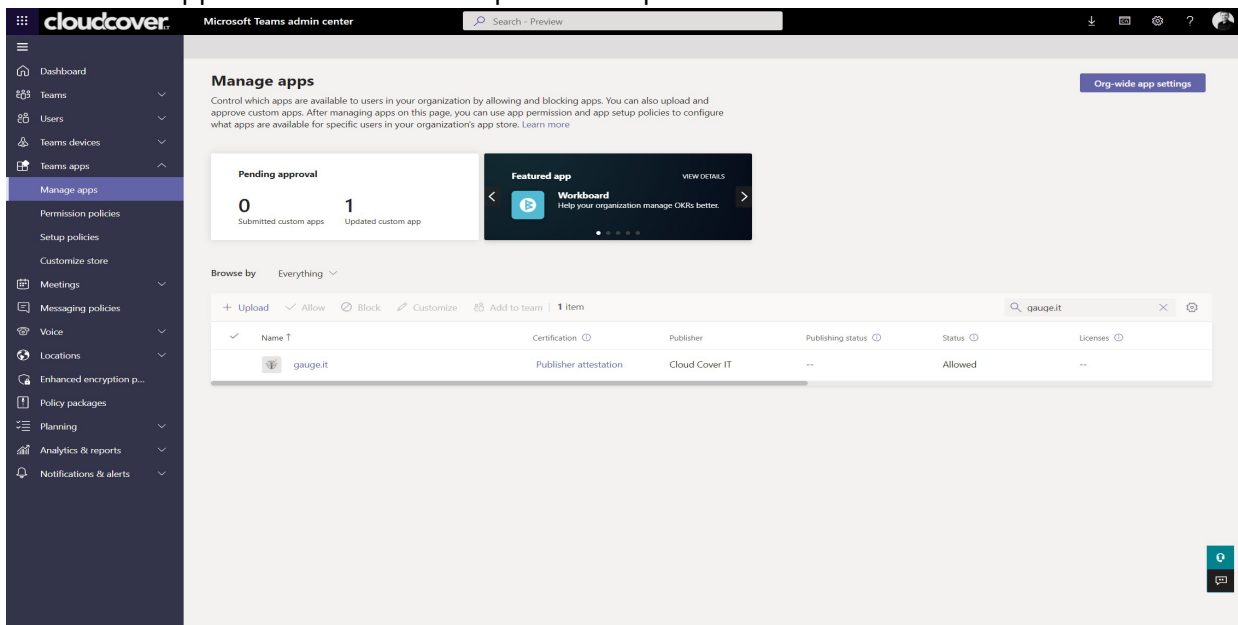 cloudcover.IT
Microsoft Teams admin center
Search - Preview
?
Dashboard
Teams
Users
Teams devices
Teams apps
Manage apps
Permission policies
Setup policies
Customize store
Meetings
Messaging policies
Voice
Locations
Enhanced encryption p...
Policy packages
Planning
Analytics & reports
Notifications & alerts
Manage apps
Org-wide app settings
Control which apps are available to users in your organization by allowing and blocking apps. You can also upload and
approve custom apps. After managing apps on this page, you can use app permission and app setup policies to configure
what apps are available for specific users in your organization's app store. Learn more
Pending approval
0
Submitted custom apps
1
Updated custom app
Featured app
VIEW DETAILS
Workboard
Help your organization manage OKRs better.
Browse by Everything
+ Upload Allow Block Customize Add to team 1 item
gauge.it
Name ↑ Certification Publisher Publishing status Status Licenses
gauge.it Publisher attestation Cloud Cover IT -- Allowed --